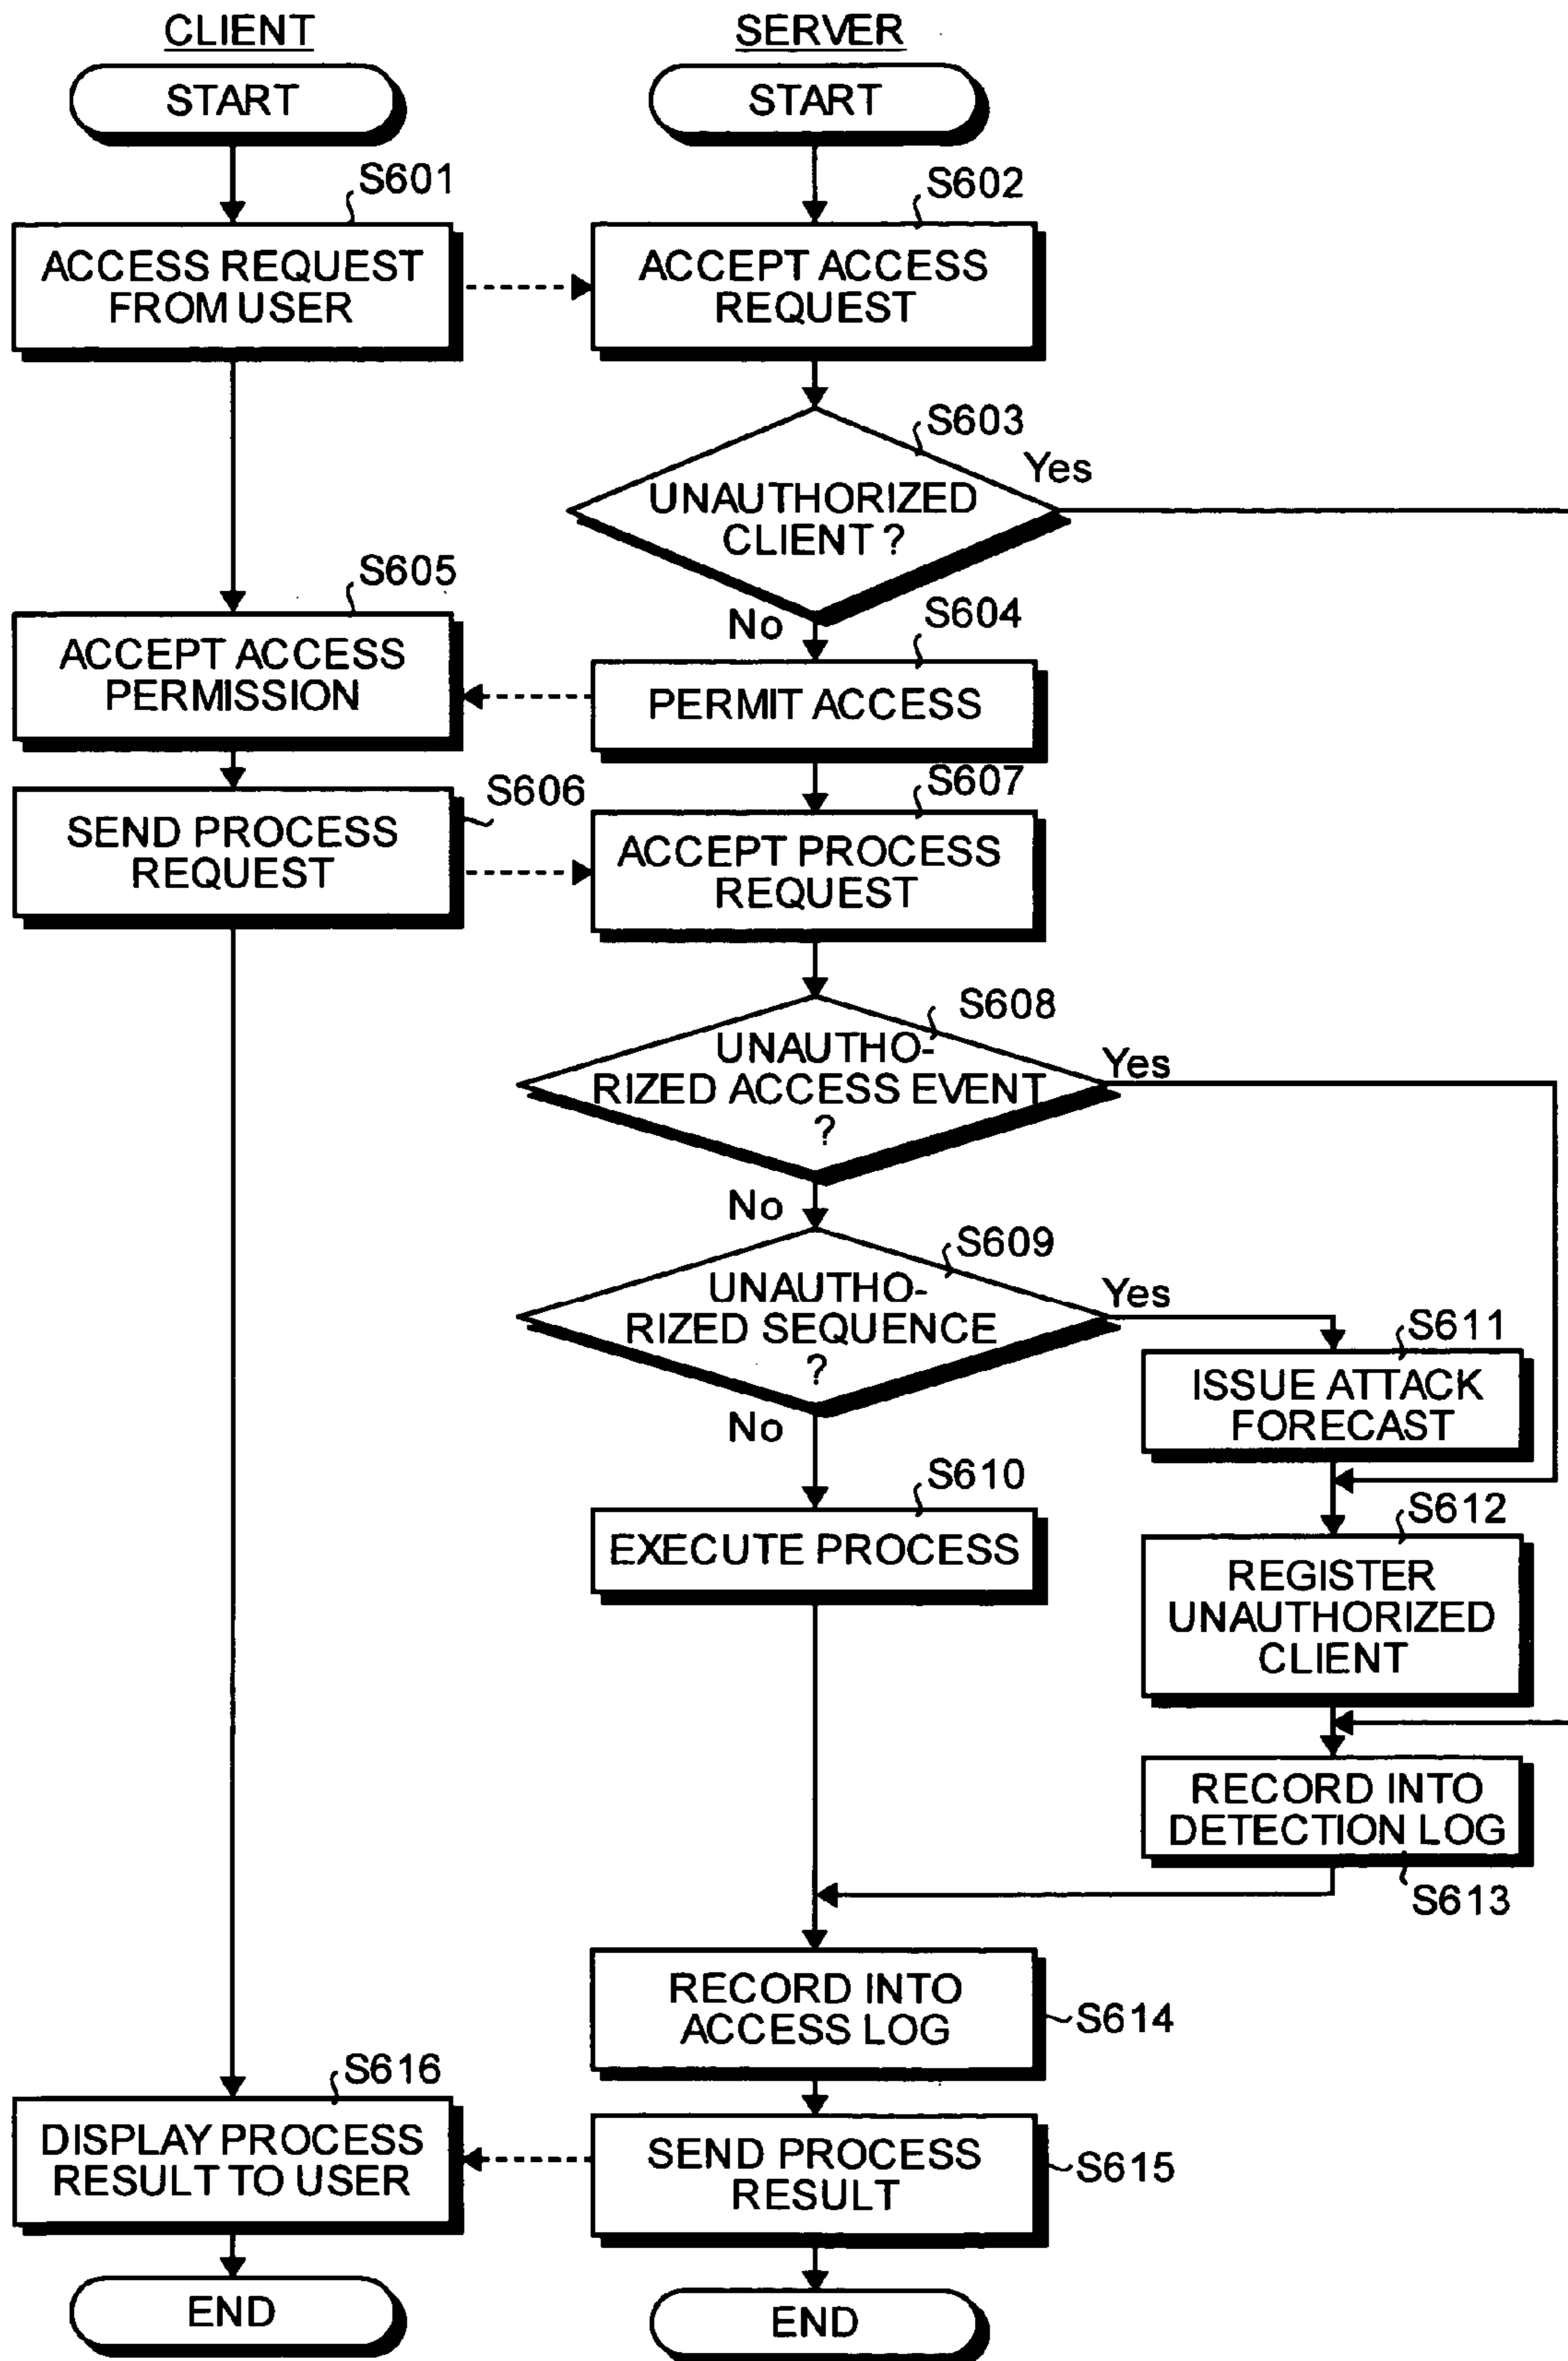 CLIENT
SERVER
START
START
S601
S602
ACCESS REQUEST
FROM USER
ACCEPT ACCESS
REQUEST
S603
Yes
UNAUTHORIZED
CLIENT ?
No
S605
S604
ACCEPT ACCESS
PERMISSION
PERMIT ACCESS
S606
S607
SEND PROCESS
REQUEST
ACCEPT PROCESS
REQUEST
S608
UNAUTHO-
RIZED ACCESS EVENT
?
Yes
No
S609
UNAUTHO-
RIZED SEQUENCE
?
Yes
No
S611
ISSUE ATTACK
FORECAST
S610
EXECUTE PROCESS
S612
REGISTER
UNAUTHORIZED
CLIENT
RECORD INTO
DETECTION LOG
S613
RECORD INTO
ACCESS LOG
S614
S616
DISPLAY PROCESS
RESULT TO USER
SEND PROCESS
RESULT
S615
END
END